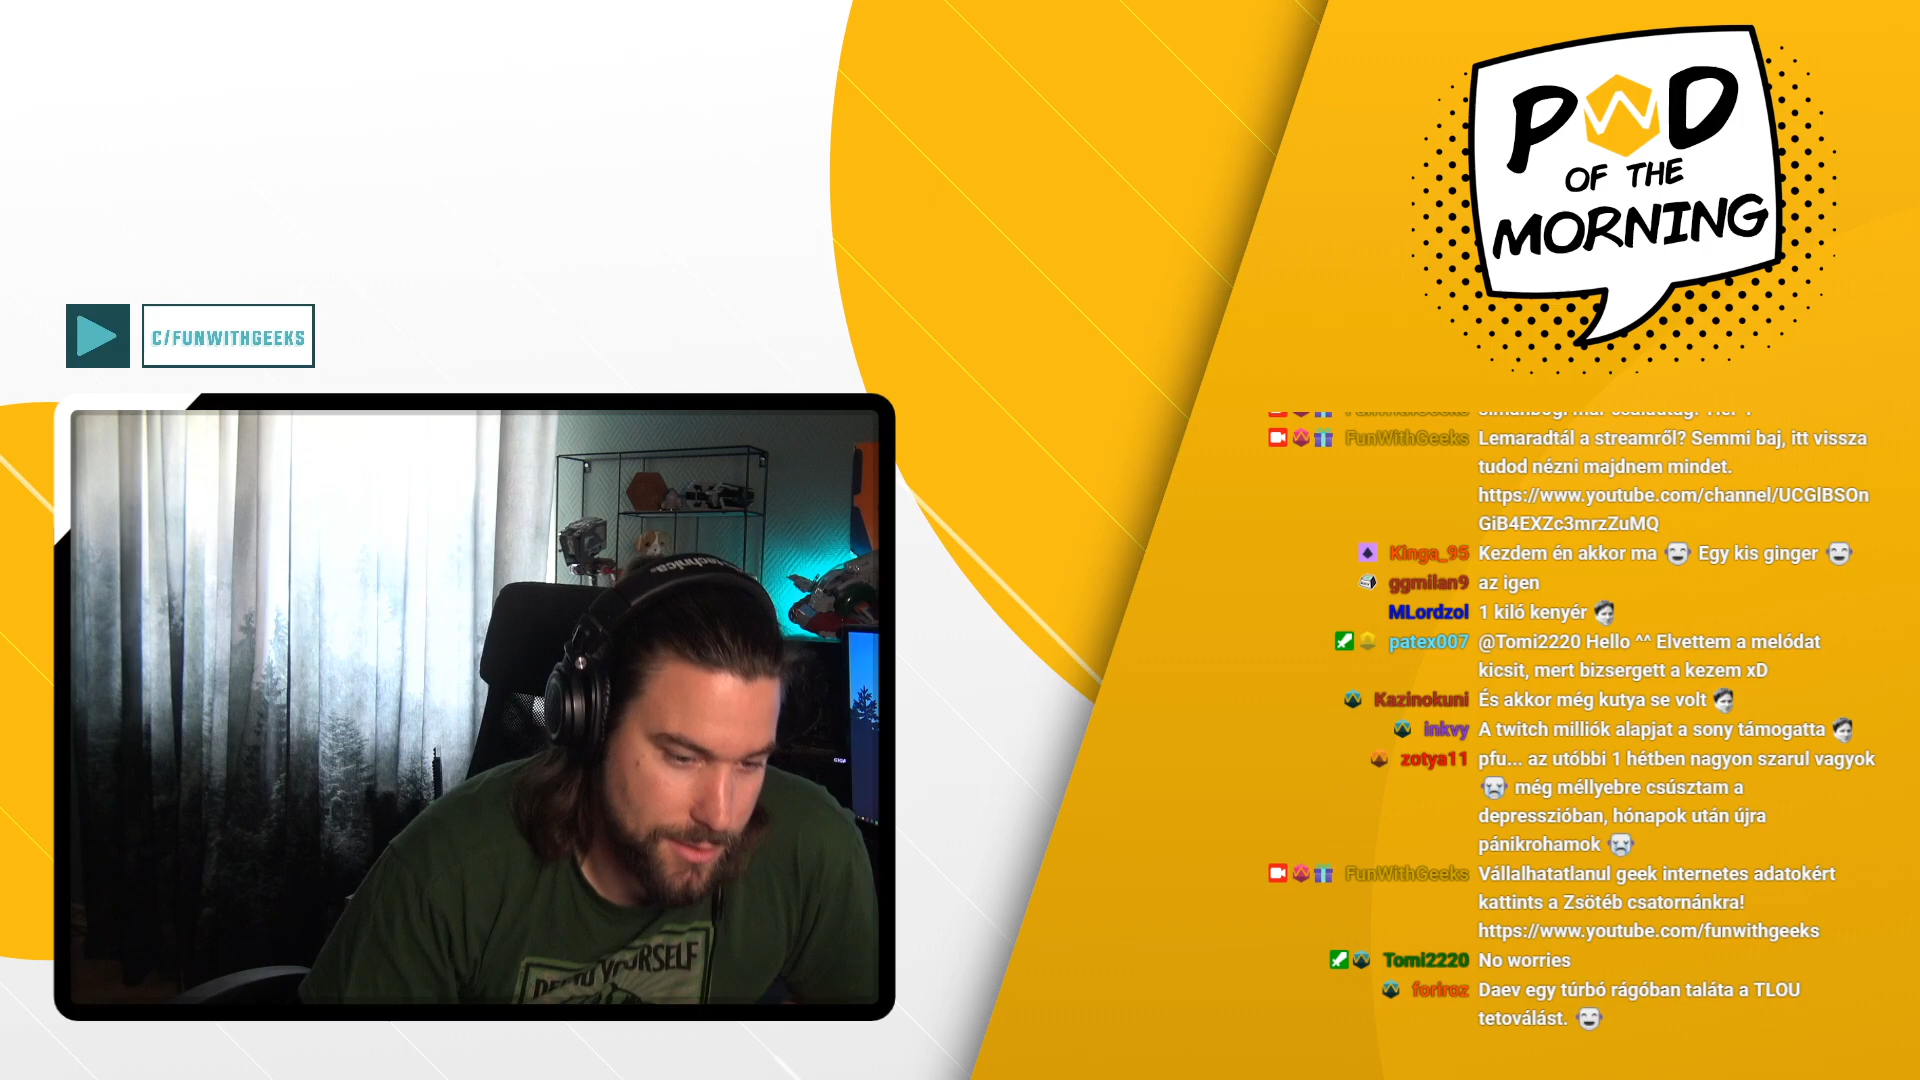 POD
OF THE
MORNING
C/FUNWITHGEEKS
FunWithGeeks Lemaradtál a streamről? Semmi baj, itt vissza
tudod nézni majdnem mindet.
https://www.youtube.com/channel/UCGlBSOn
GiB4EXZc3mrzZuMQ
Kinga_95 Kezdem én akkor ma Egy kis ginger
ggmilan9 az igen
MLordzol 1 kiló kenyér
patex007 @Tomi2220 Hello ^^ Elvettem a melódat
kicsit, mert bizsergett a kezem xD
Kazinokuni És akkor még kutya se volt
inkvy A twitch milliók alapjat a sony támogatta
zotya11 pfu... az utóbbi 1 hétben nagyon szarul vagyok
még méllyebre csúsztam a
depresszióban, hónapok után újra
pánikrohamok
FunWithGeeks Vállalhatatlanul geek internetes adatokért
kattints a Zsötéb csatornánkra!
https://www.youtube.com/funwithgeeks
Tomi2220 No worries
foriroz Daev egy túrbó rágóban taláta a TLOU
tetoválást.
technica
YOURSELF